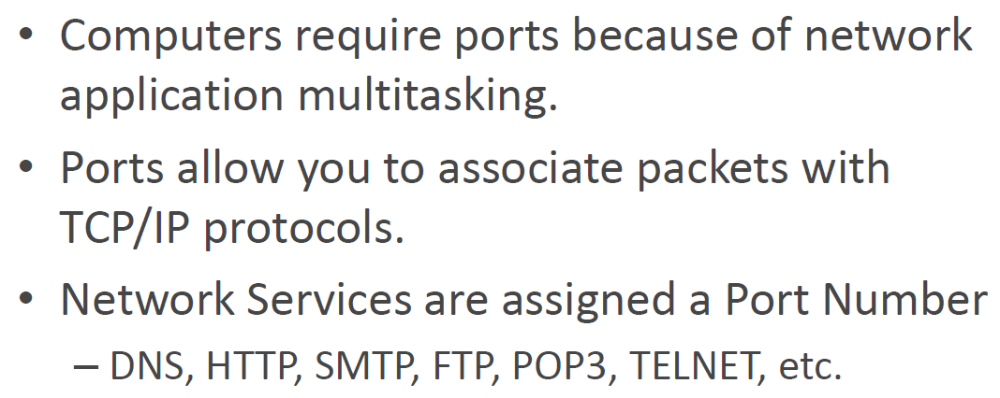 • Computers require ports because of network
application multitasking.
• Ports allow you to associate packets with
TCP/IP protocols.
• Network Services are assigned a Port Number
– DNS, HTTP, SMTP, FTP, POP3, TELNET, etc.